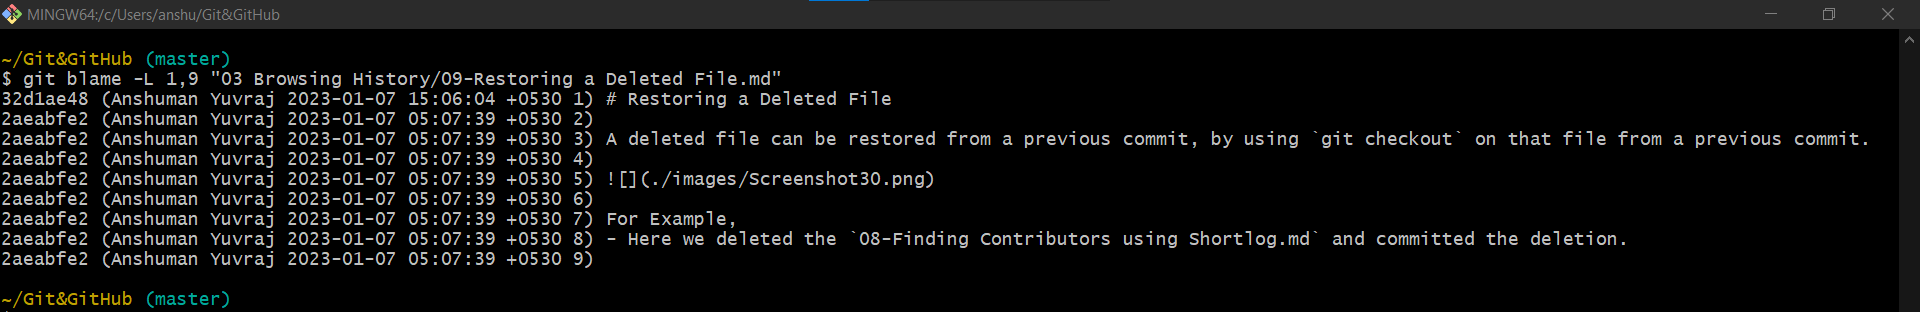 MINGW64:/c/Users/anshu/Git&GitHub
~/Git&GitHub (master)
$ git blame -L 1,9 "03 Browsing History/09-Restoring a Deleted File.md"
32d1ae48 (Anshuman Yuvraj 2023-01-07 15:06:04 +0530 1) # Restoring a Deleted File
2aeabfe2 (Anshuman Yuvraj 2023-01-07 05:07:39 +0530 2)
2aeabfe2 (Anshuman Yuvraj 2023-01-07 05:07:39 +0530 3) A deleted file can be restored from a previous commit, by using `git checkout` on that file from a previous commit.
2aeabfe2 (Anshuman Yuvraj 2023-01-07 05:07:39 +0530 4)
2aeabfe2 (Anshuman Yuvraj 2023-01-07 05:07:39 +0530 5) ![](./images/Screenshot30.png)
2aeabfe2 (Anshuman Yuvraj 2023-01-07 05:07:39 +0530 6)
2aeabfe2 (Anshuman Yuvraj 2023-01-07 05:07:39 +0530 7) For Example,
2aeabfe2 (Anshuman Yuvraj 2023-01-07 05:07:39 +0530 8) - Here we deleted the `08-Finding Contributors using Shortlog.md` and committed the deletion.
2aeabfe2 (Anshuman Yuvraj 2023-01-07 05:07:39 +0530 9)
~/Git&GitHub (master)